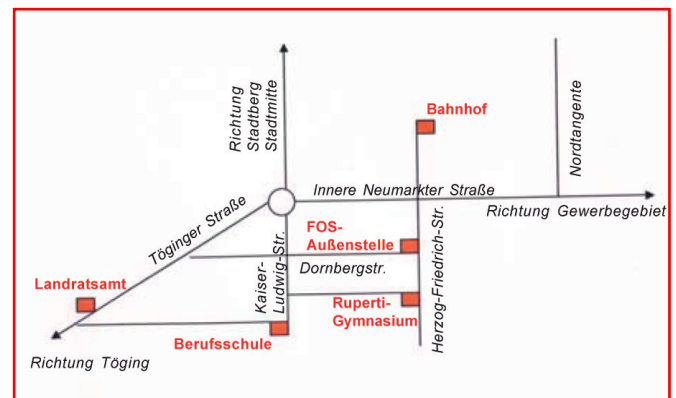 Richtung
Stadtberg
Stadtmitte
Bahnhof
Nordtangente
Innere Neumarkter Straße
Richtung Gewerbegebiet
Töginger Straße
FOS-
Außenstelle
Kaiser-
Ludwig-Str.
Dornbergstr.
Herzog-Friedrich-Str.
Landratsamt
Ruperti-
Gymnasium
Berufsschule
Richtung Töging